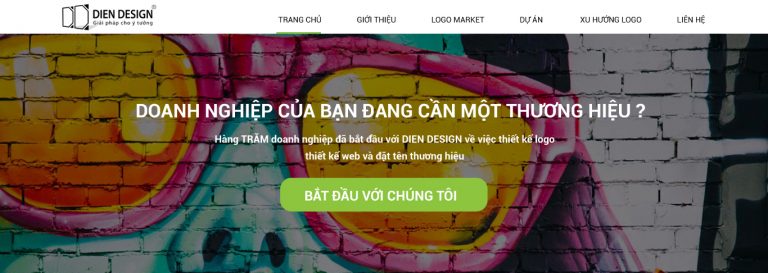 DIEN DESIGN®
Giải pháp cho ý tưởng
TRANG CHỦ
GIỚI THIỆU
LOGO MARKET
DỰ ÁN
XU HƯỚNG LOGO
LIÊN HỆ
DOANH NGHIỆP CỦA BẠN ĐANG CẦN MỘT THƯƠNG HIỆU ?
Hàng TRĂM doanh nghiệp đã bắt đầu với DIEN DESIGN về việc thiết kế logo
thiết kế web và đặt tên thương hiệu
BẮT ĐẦU VỚI CHÚNG TÔI